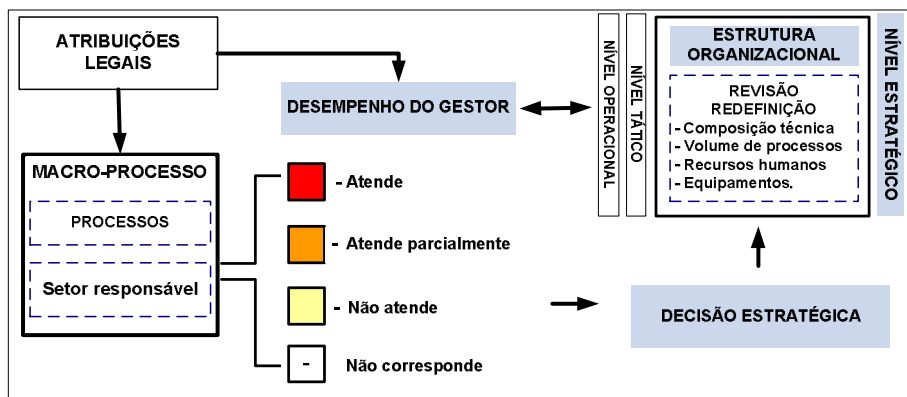 ATRIBUIÇÕES
LEGAIS
DESEMPENHO DO GESTOR
NÍVEL OPERACIONAL
NÍVEL TÁTICO
ESTRUTURA
ORGANIZACIONAL
REVISÃO
REDEFINIÇÃO
- Composição técnica
- Volume de processos
- Recursos humanos
- Equipamentos.
NÍVEL ESTRATÉGICO
MACRO-PROCESSO
PROCESSOS
Setor responsável
- Atende
- Atende parcialmente
- Não atende
- Não corresponde
DECISÃO ESTRATÉGICA